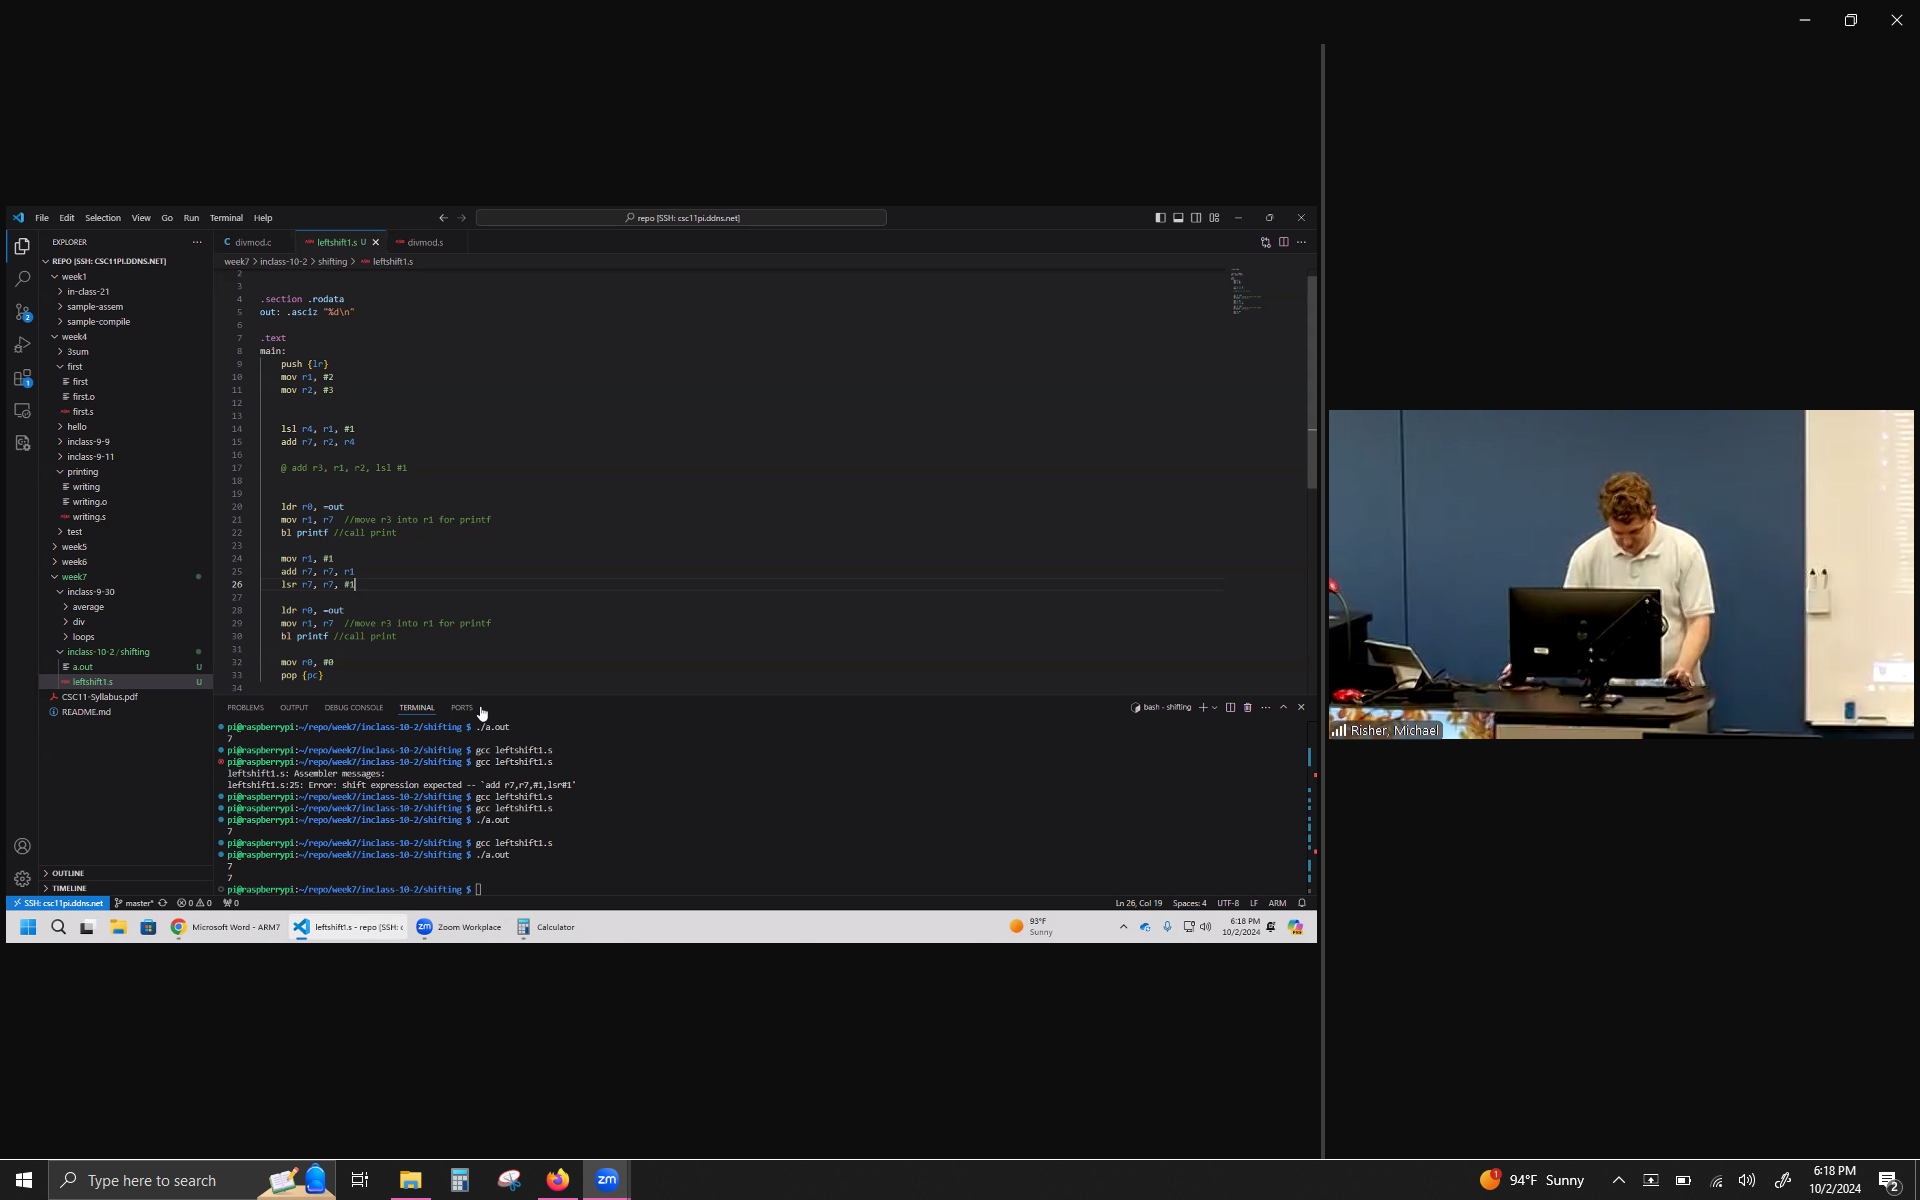 File Edit Selection View Go Run Terminal Help
repo [SSH: csc11pi.ddns.net]
EXPLORER
REPO [SSH: CSC11PI.DDNS.NET]
week1
in-class-21
sample-assem
sample-compile
week4
3sum
first
first
first.o
first.s
hello
inclass-9-9
inclass-9-11
printing
writing
writing.o
writing.s
test
week5
week6
week7
inclass-9-30
average
div
loops
inclass-10-2 / shifting
a.out U
leftshift1.s U
CSC11-Syllabus.pdf
README.md
OUTLINE
TIMELINE
divmod.c leftshift1.s U divmod.s
week7 > inclass-10-2 > shifting > leftshift1.s
2
3
4 .section .rodata
5 out: .asciz "%d\n"
6
7 .text
8 main:
9 push {lr}
10 mov r1, #2
11 mov r2, #3
12
13
14 lsl r4, r1, #1
15 add r7, r2, r4
16
17 @ add r3, r1, r2, lsl #1
18
19
20 ldr r0, =out
21 mov r1, r7 //move r3 into r1 for printf
22 bl printf //call print
23
24 mov r1, #1
25 add r7, r7, r1
26 lsr r7, r7, #1
27
28 ldr r0, =out
29 mov r1, r7 //move r3 into r1 for printf
30 bl printf //call print
31
32 mov r0, #0
33 pop {pc}
34
PROBLEMS OUTPUT DEBUG CONSOLE TERMINAL PORTS
bash - shifting
pi@raspberrypi:~/repo/week7/inclass-10-2/shifting $ ./a.out
7
pi@raspberrypi:~/repo/week7/inclass-10-2/shifting $ gcc leftshift1.s
pi@raspberrypi:~/repo/week7/inclass-10-2/shifting $ gcc leftshift1.s
leftshift1.s: Assembler messages:
leftshift1.s:25: Error: shift expression expected -- `add r7,r7,#1,lsr#1'
pi@raspberrypi:~/repo/week7/inclass-10-2/shifting $ gcc leftshift1.s
pi@raspberrypi:~/repo/week7/inclass-10-2/shifting $ gcc leftshift1.s
pi@raspberrypi:~/repo/week7/inclass-10-2/shifting $ ./a.out
7
pi@raspberrypi:~/repo/week7/inclass-10-2/shifting $ gcc leftshift1.s
pi@raspberrypi:~/repo/week7/inclass-10-2/shifting $ ./a.out
7
7
pi@raspberrypi:~/repo/week7/inclass-10-2/shifting $
SSH: csc11pi.ddns.net master* 0 0 0
Ln 26, Col 19 Spaces: 4 UTF-8 LF ARM
Microsoft Word - ARM7 leftshift1.s - repo [SSH: c Zoom Workplace Calculator
93°F
Sunny
6:18 PM
10/2/2024
Risher, Michael
Type here to search
94°F Sunny
6:18 PM
10/2/2024
2